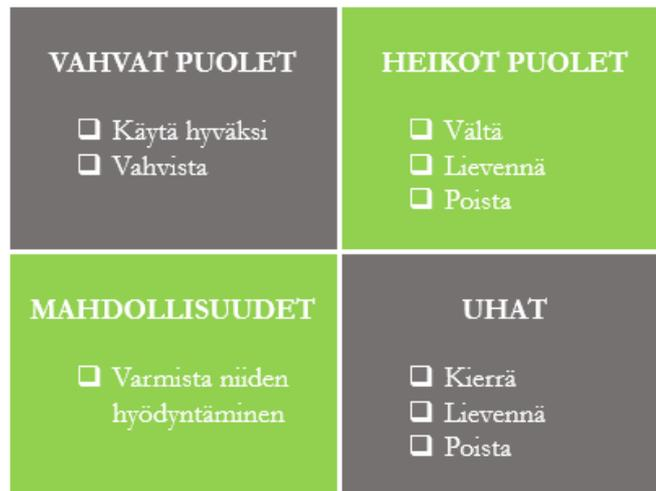 VAHVAT PUOLET
❑ Käytä hyväksi
❑ Vahvista
HEIKOT PUOLET
❑ Vältä
❑ Lievennä
❑ Poista
MAHDOLLISUUDET
❑ Varmista niiden
hyödyntäminen
UHAT
❑ Kierrä
❑ Lievennä
❑ Poista